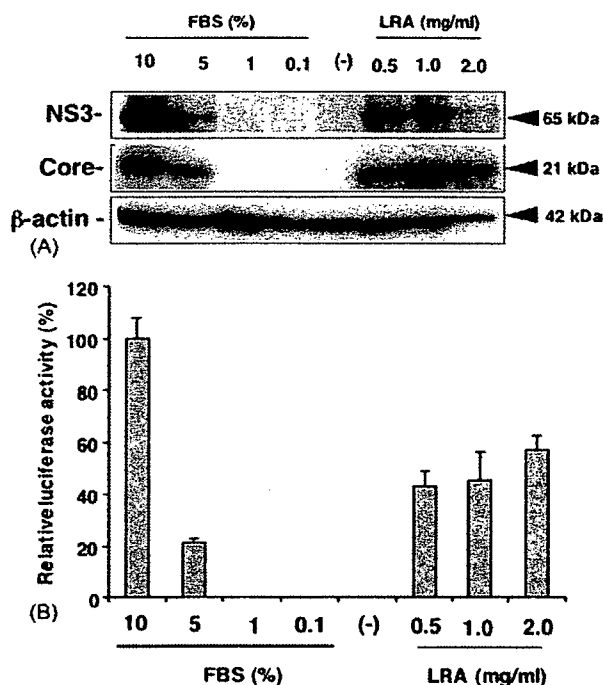 FBS (%) LRA (mg/ml)
10 5 1 0.1 (-) 0.5 1.0 2.0
NS3- 65 kDa
Core- 21 kDa
β-actin - 42 kDa
(A)
Relative luciferase activity (%)
120
100
80
60
40
20
0
(B)
10 5 1 0.1 (-) 0.5 1.0 2.0
FBS (%) LRA (mg/ml)